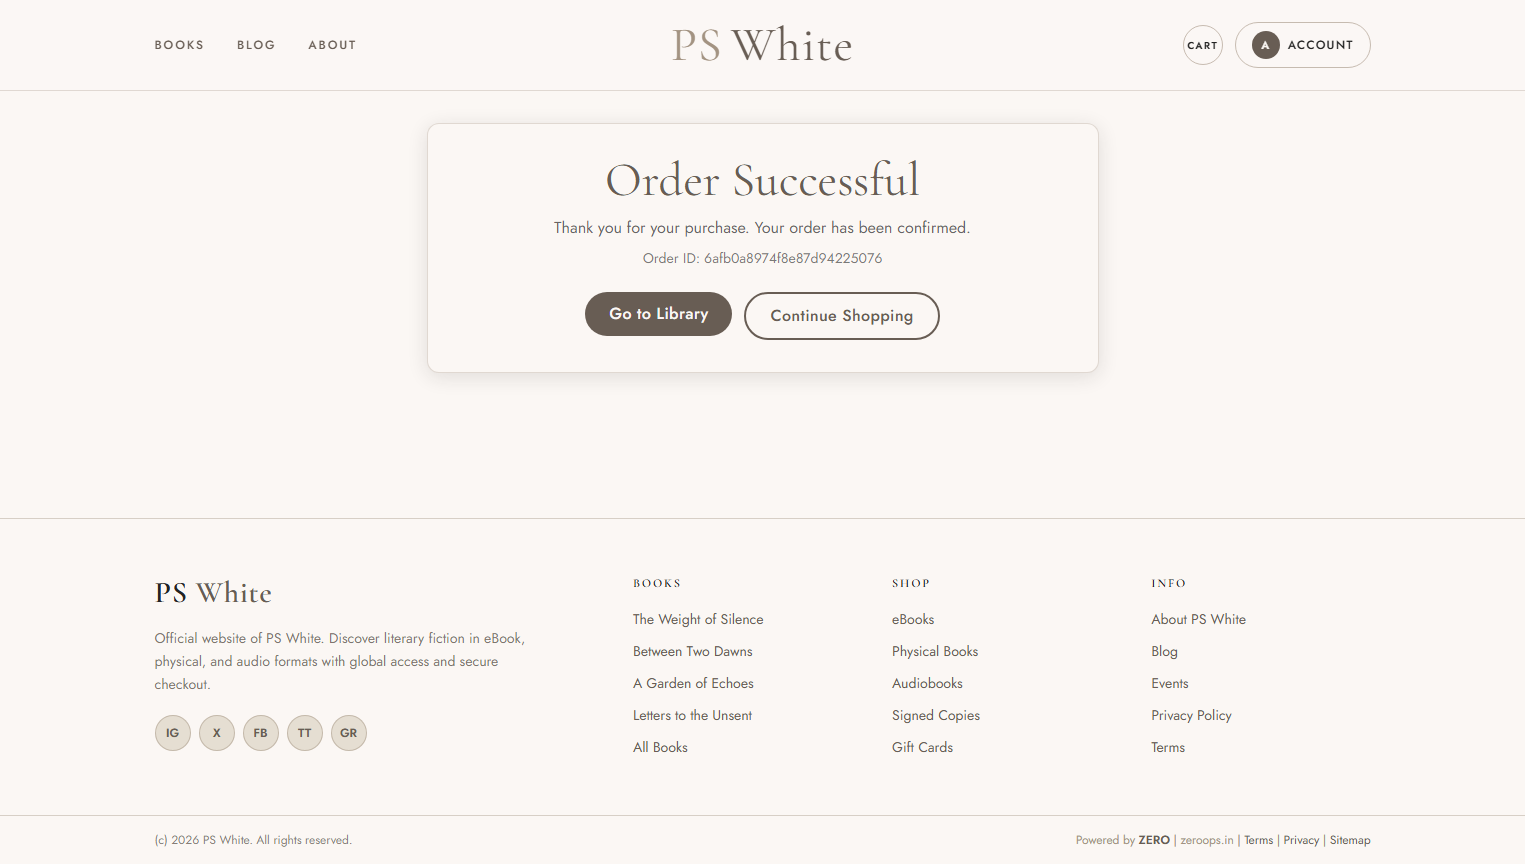 BOOKS BLOG ABOUT
PS White
CART
A ACCOUNT
Order Successful
Thank you for your purchase. Your order has been confirmed.
Order ID: 6afb0a8974f8e87d94225076
Go to Library
Continue Shopping
PS White
Official website of PS White. Discover literary fiction in eBook,
physical, and audio formats with global access and secure
checkout.
IG X FB TT GR
BOOKS
The Weight of Silence
Between Two Dawns
A Garden of Echoes
Letters to the Unsent
All Books
SHOP
eBooks
Physical Books
Audiobooks
Signed Copies
Gift Cards
INFO
About PS White
Blog
Events
Privacy Policy
Terms
(c) 2026 PS White. All rights reserved.
Powered by ZERO | zeroops.in | Terms | Privacy | Sitemap